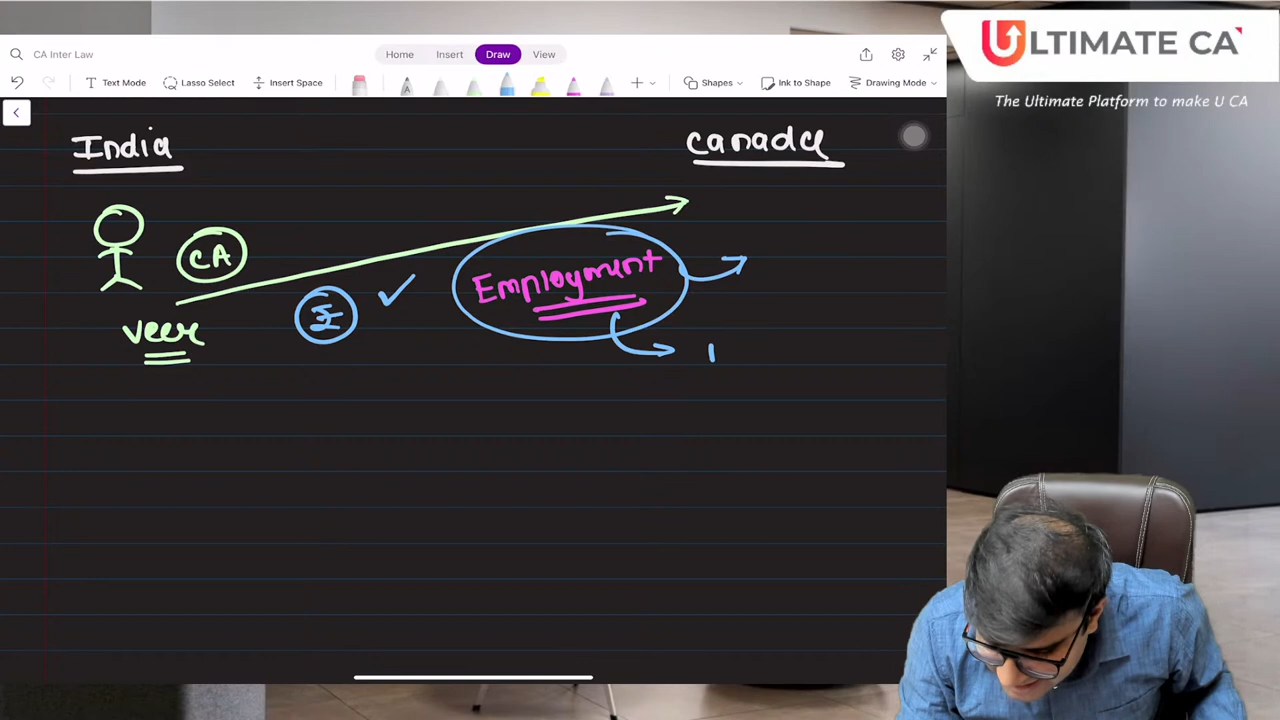 CA Inter Law
Home Insert Draw View
Text Mode Lasso Select Insert Space Shapes Ink to Shape Drawing Mode
ULTIMATE CA
The Ultimate Platform to make U CA
India
Canada
CA
Employment
₹
Veer